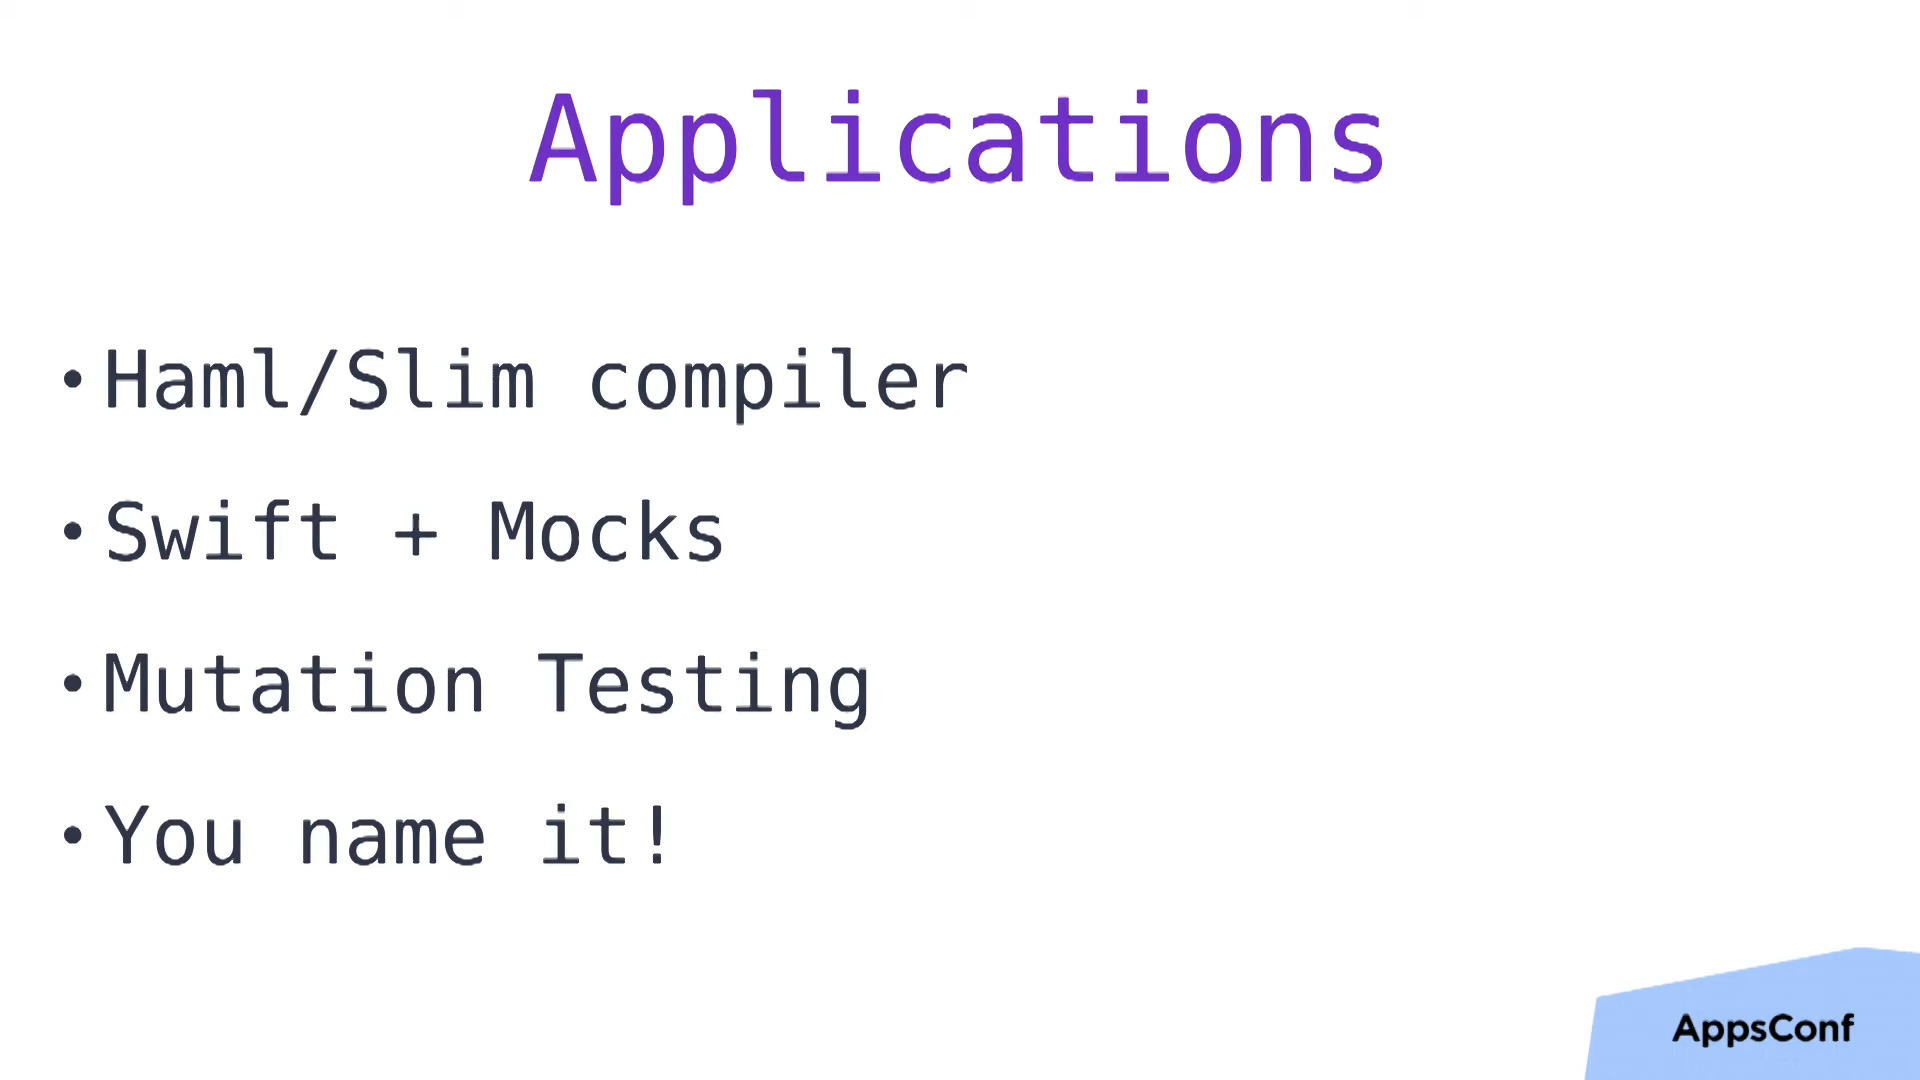 Applications
• Haml/Slim compiler
• Swift + Mocks
• Mutation Testing
• You name it!
AppsConf